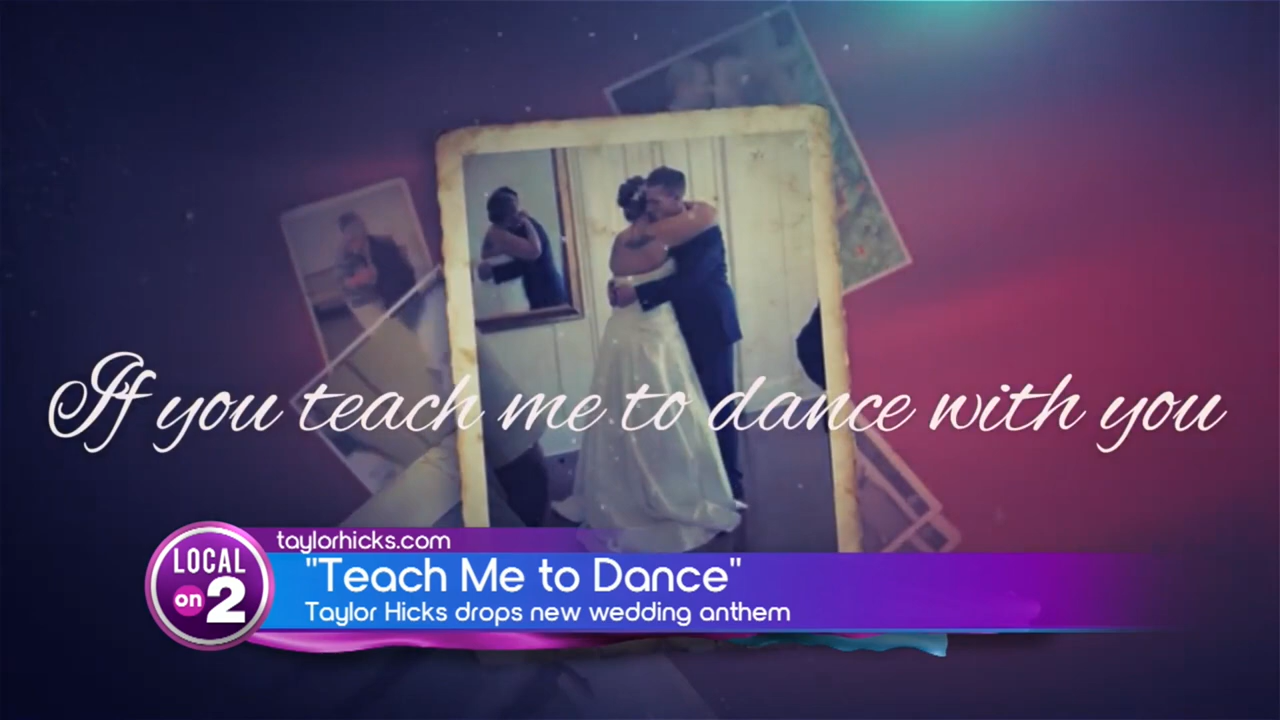 If you teach me to dance with you
taylorhicks.com
LOCAL
on 2
"Teach Me to Dance"
Taylor Hicks drops new wedding anthem